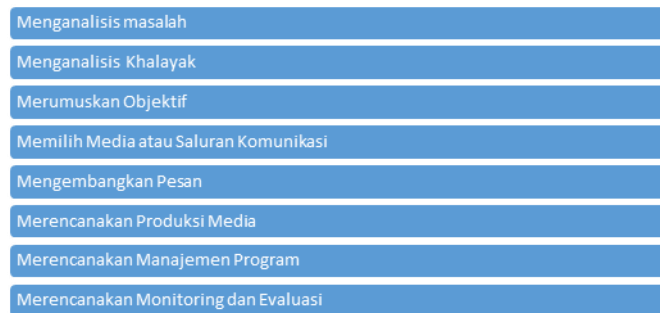 Menganalisis masalah
Menganalisis Khalayak
Merumuskan Objektif
Memilih Media atau Saluran Komunikasi
Mengembangkan Pesan
Merencanakan Produksi Media
Merencanakan Manajemen Program
Merencanakan Monitoring dan Evaluasi